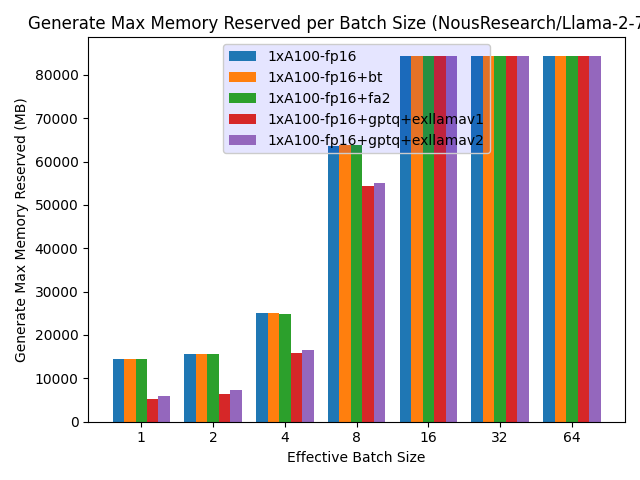 Generate Max Memory Reserved per Batch Size (NousResearch/Llama-2-7
1xA100-fp16
1xA100-fp16+bt
1xA100-fp16+fa2
1xA100-fp16+gptq+exllamav1
1xA100-fp16+gptq+exllamav2
Generate Max Memory Reserved (MB)
80000
70000
60000
50000
40000
30000
20000
10000
0
1 2 4 8 16 32 64
Effective Batch Size